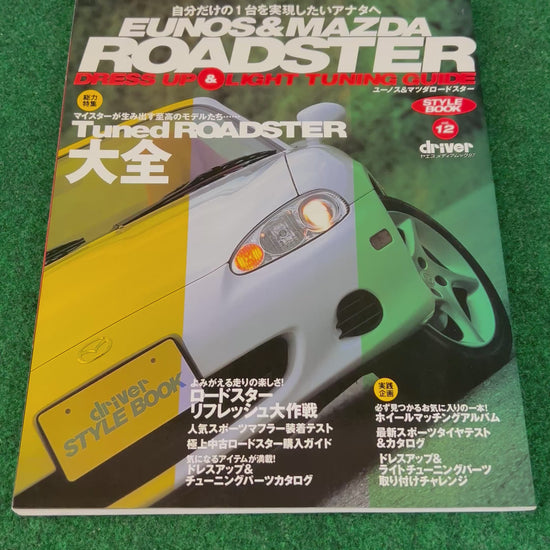 自分だけの1台を実現したいアナタへ
EUNOS&MAZDA
ROADSTER
DRESS UP & LIGHT TUNING GUIDE
ユーノス&マツダロードスター
STYLE BOOK
総力特集
マイスターが生み出す至高のモデルたち……
Tuned ROADSTER
大全
12
driver
ヤエスメディアムック97
driver
STYLE BOOK
よみがえる走りの楽しさ!
ロードスター
リフレッシュ大作戦
人気スポーツマフラー装着テスト
極上中古ロードスター購入ガイド
気になるアイテムが満載!
ドレスアップ&
チューニングパーツカタログ
実践企画
必ず見つかるお気に入りの一本!
ホイールマッチングアルバム
最新スポーツタイヤテスト
&カタログ
ドレスアップ&
ライトチューニングパーツ
取り付けチャレンジ